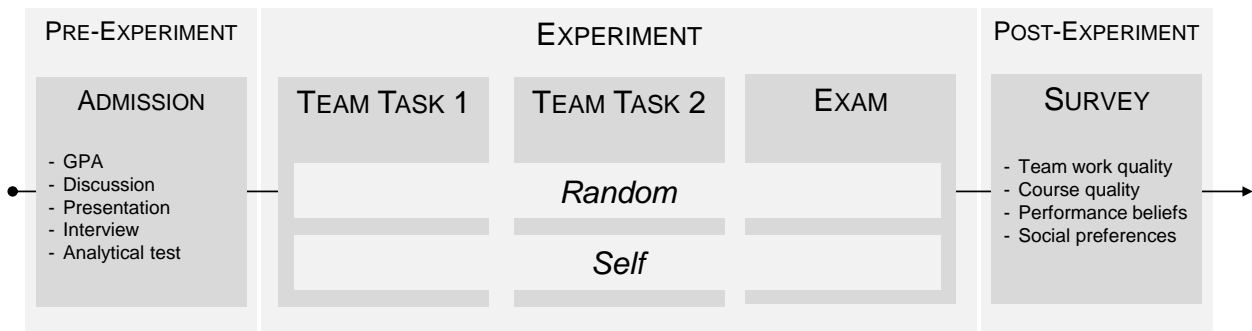 PRE-EXPERIMENT
EXPERIMENT
POST-EXPERIMENT
ADMISSION
- GPA
- Discussion
- Presentation
- Interview
- Analytical test
TEAM TASK 1
TEAM TASK 2
EXAM
Random
Self
SURVEY
- Team work quality
- Course quality
- Performance beliefs
- Social preferences